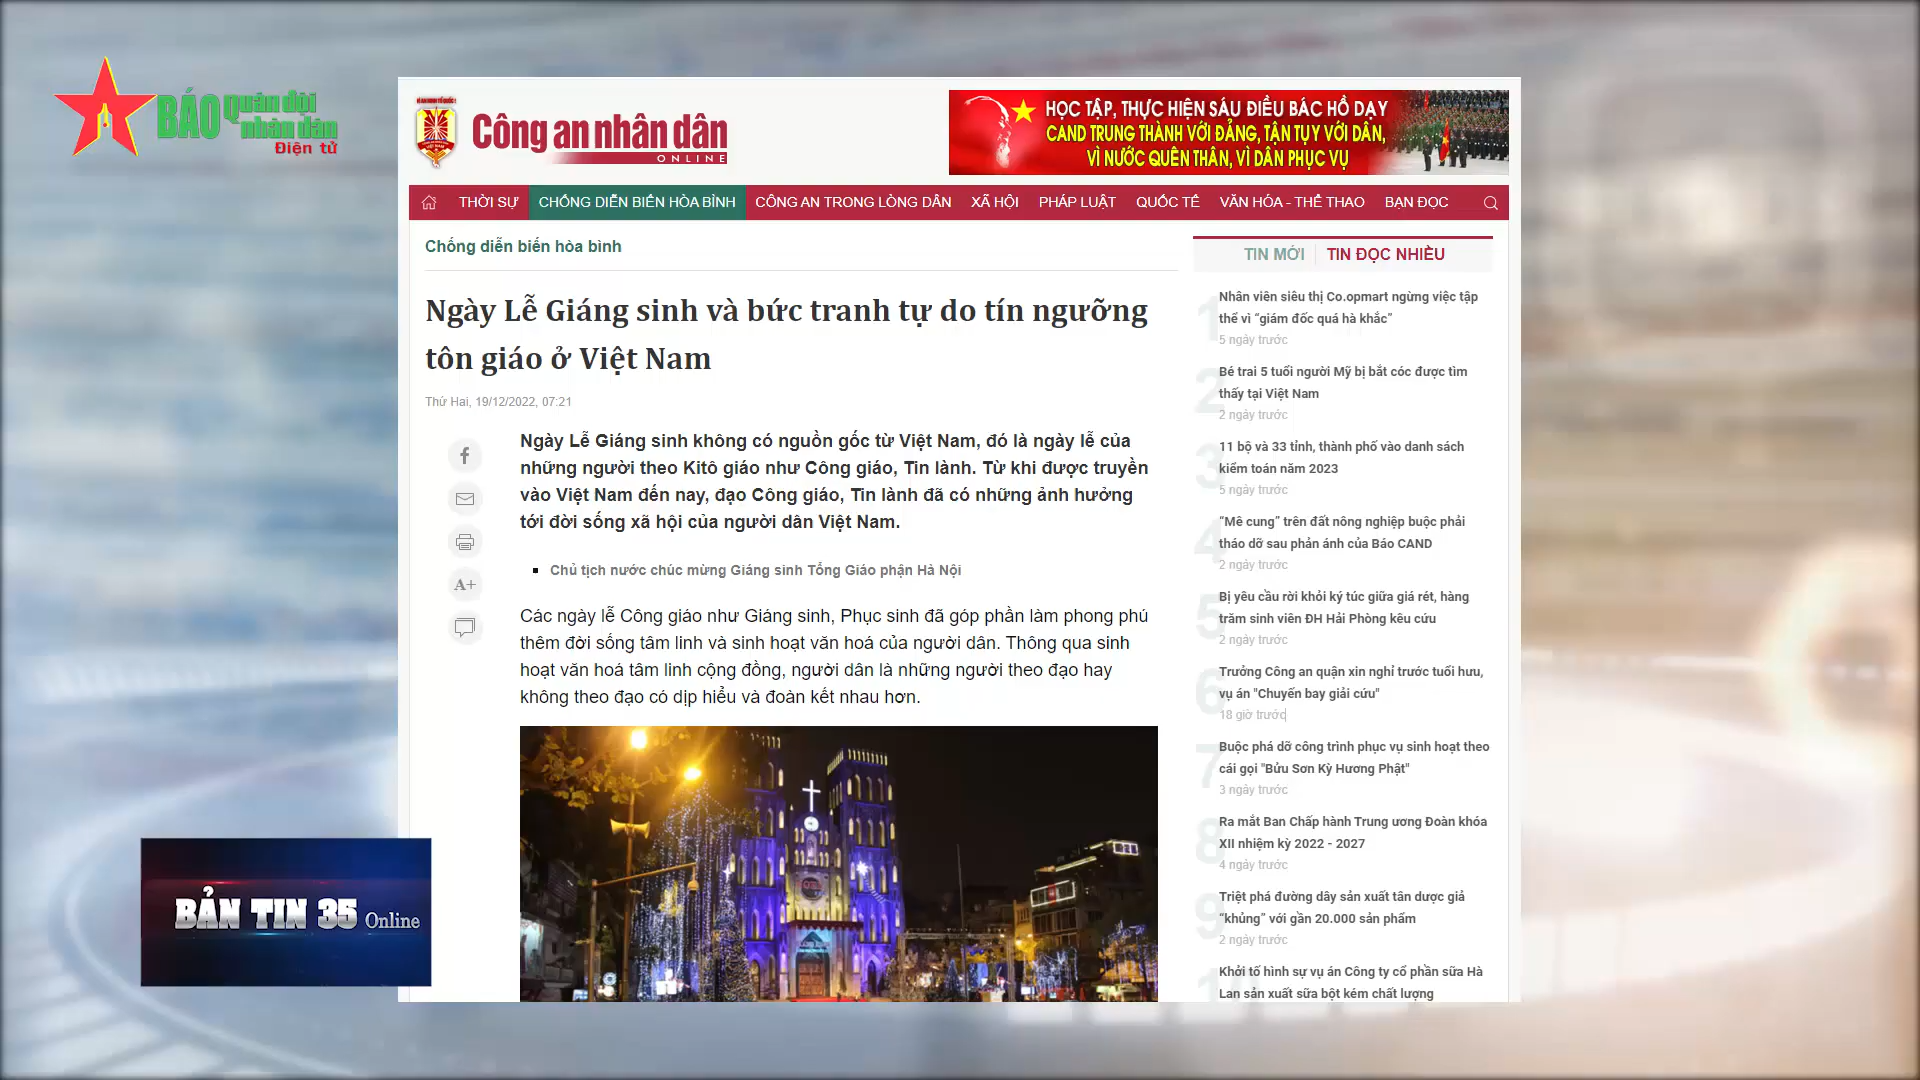 BÁO Quân đội
nhân dân
Điện tử
VÌ AN NINH TỔ QUỐC
Công an nhân dân
ONLINE
HỌC TẬP, THỰC HIỆN SÁU ĐIỀU BÁC HỒ DẠY
CAND TRUNG THÀNH VỚI ĐẢNG, TẬN TỤY VỚI DÂN,
VÌ NƯỚC QUÊN THÂN, VÌ DÂN PHỤC VỤ
THỜI SỰ CHỐNG DIỄN BIẾN HÒA BÌNH CÔNG AN TRONG LÒNG DÂN XÃ HỘI PHÁP LUẬT QUỐC TẾ VĂN HÓA - THỂ THAO BẠN ĐỌC
Chống diễn biến hòa bình
Ngày Lễ Giáng sinh và bức tranh tự do tín ngưỡng
tôn giáo ở Việt Nam
Thứ Hai, 19/12/2022, 07:21
A+
Ngày Lễ Giáng sinh không có nguồn gốc từ Việt Nam, đó là ngày lễ của
những người theo Kitô giáo như Công giáo, Tin lành. Từ khi được truyền
vào Việt Nam đến nay, đạo Công giáo, Tin lành đã có những ảnh hưởng
tới đời sống xã hội của người dân Việt Nam.
Chủ tịch nước chúc mừng Giáng sinh Tổng Giáo phận Hà Nội
Các ngày lễ Công giáo như Giáng sinh, Phục sinh đã góp phần làm phong phú
thêm đời sống tâm linh và sinh hoạt văn hoá của người dân. Thông qua sinh
hoạt văn hoá tâm linh cộng đồng, người dân là những người theo đạo hay
không theo đạo có dịp hiểu và đoàn kết nhau hơn.
TIN MỚI TIN ĐỌC NHIỀU
1
Nhân viên siêu thị Co.opmart ngừng việc tập
thể vì “giám đốc quá hà khắc”
5 ngày trước
2
Bé trai 5 tuổi người Mỹ bị bắt cóc được tìm
thấy tại Việt Nam
2 ngày trước
3
11 bộ và 33 tỉnh, thành phố vào danh sách
kiểm toán năm 2023
5 ngày trước
4
“Mê cung” trên đất nông nghiệp buộc phải
tháo dỡ sau phản ánh của Báo CAND
2 ngày trước
5
Bị yêu cầu rời khỏi ký túc giữa giá rét, hàng
trăm sinh viên ĐH Hải Phòng kêu cứu
2 ngày trước
6
Trưởng Công an quận xin nghỉ trước tuổi hưu,
vụ án "Chuyến bay giải cứu"
18 giờ trước
7
Buộc phá dỡ công trình phục vụ sinh hoạt theo
cái gọi "Bửu Sơn Kỳ Hương Phật"
3 ngày trước
8
Ra mắt Ban Chấp hành Trung ương Đoàn khóa
XII nhiệm kỳ 2022 - 2027
4 ngày trước
9
Triệt phá đường dây sản xuất tân dược giả
“khủng” với gần 20.000 sản phẩm
2 ngày trước
10
Khởi tố hình sự vụ án Công ty cổ phần sữa Hà
Lan sản xuất sữa bột kém chất lượng
BẢN TIN 35 Online